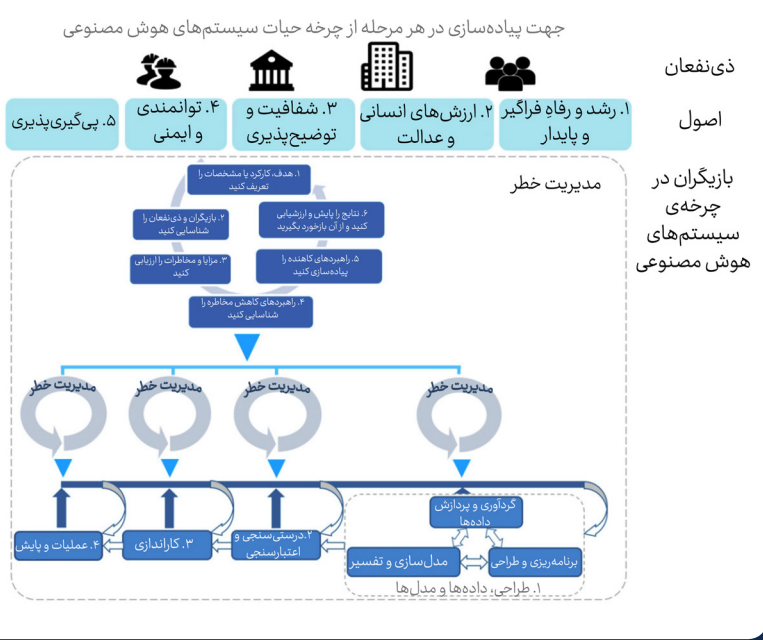 جهت پیاده‌سازی در هر مرحله از چرخه حیات سیستم‌های هوش مصنوعی
ذی‌نفعان
اصول
۱. رشد و رفاهِ فراگیر
و پایدار
۲. ارزش‌های انسانی
و عدالت
۳. شفافیت و
توضیح‌پذیری
۴. توانمندی
و ایمنی
۵. پی‌گیری‌پذیری
بازیگران در
چرخه‌ی
سیستم‌های
هوش مصنوعی
مدیریت خطر
۱. هدف، کارکرد یا مشخصات را
تعریف کنید
۲. بازیگران و ذی‌نفعان را
شناسایی کنید
۳. مزایا و مخاطرات را ارزیابی
کنید
۴. راهبردهای کاهش مخاطره را
شناسایی کنید
۵. راهبردهای کاهنده را
پیاده‌سازی کنید
۶. نتایج را پایش و ارزشیابی
کنید و از آن بازخورد بگیرید
مدیریت خطر
مدیریت خطر
مدیریت خطر
مدیریت خطر
گردآوری و پردازش
داده‌ها
برنامه‌ریزی و طراحی
مدل‌سازی و تفسیر
۱. طراحی، داده‌ها و مدل‌ها
۲.درستی‌سنجی و
اعتبارسنجی
۳. کاراندازی
۴. عملیات و پایش